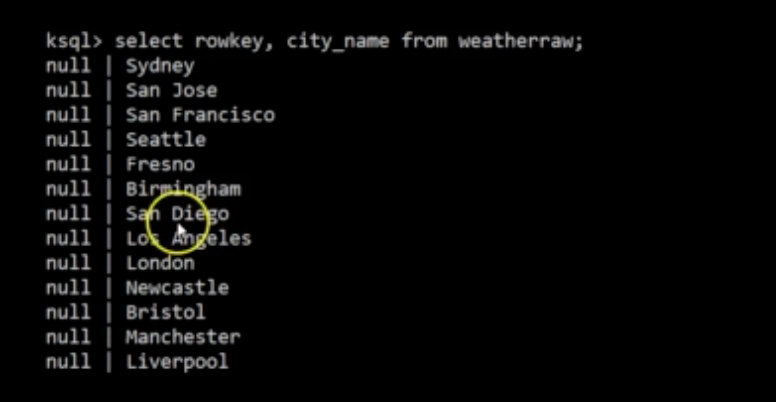 ksql> select rowkey, city_name from weatherraw;
null | Sydney
null | San Jose
null | San Francisco
null | Seattle
null | Fresno
null | Birmingham
null | San Diego
null | Los Angeles
null | London
null | Newcastle
null | Bristol
null | Manchester
null | Liverpool